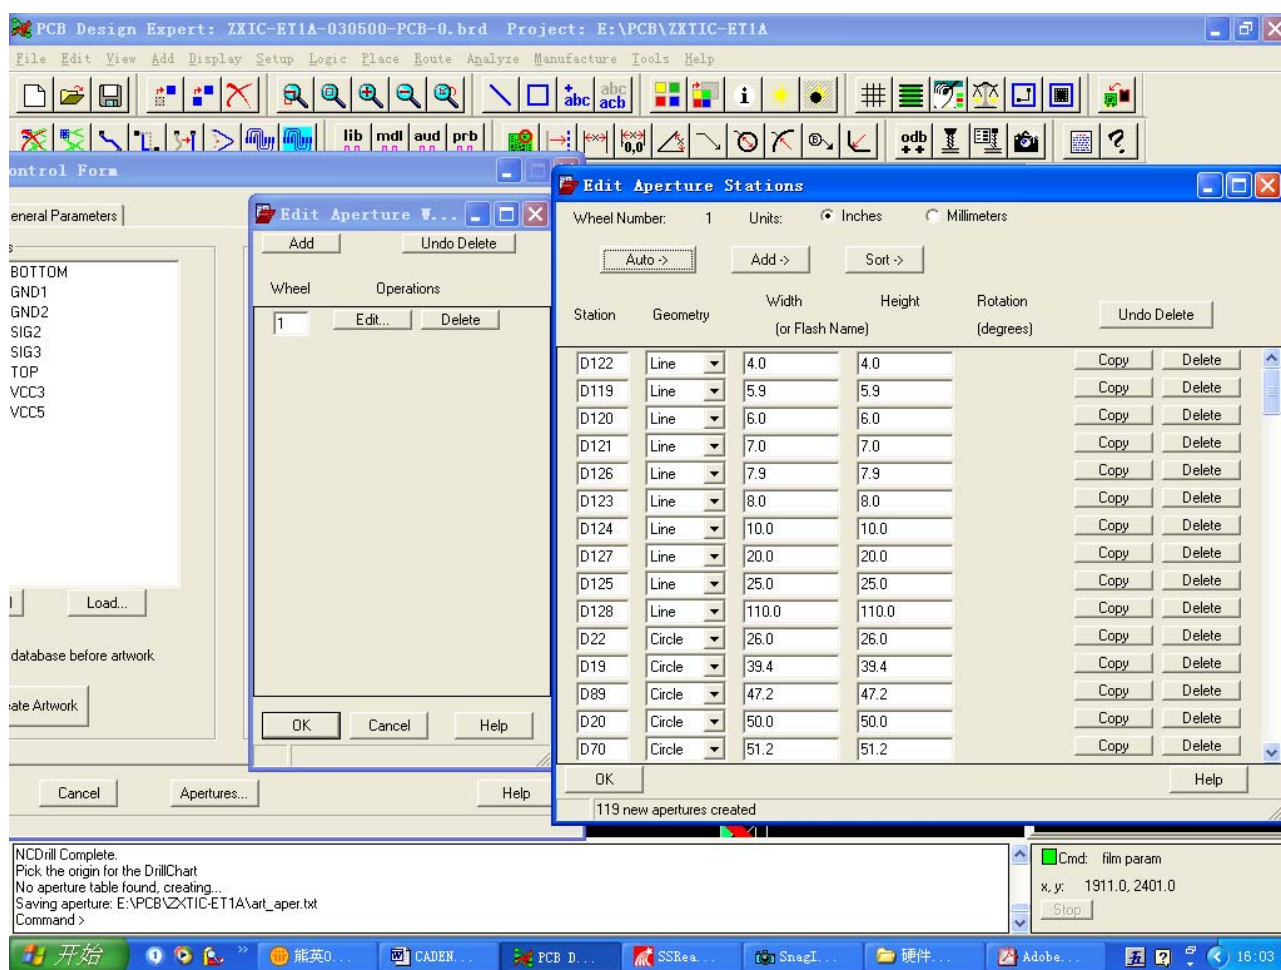 PCB Design Expert: ZXIC-ET1A-030500-PCB-0.brd Project: E:\PCB\ZXTIC-ET1A
File Edit View Add Display Setup Logic Place Route Analyze Manufacture Tools Help
abc abc acb i
lib mdl aud prb 0,0 odb ++ ?
ontrol Form
eneral Parameters
s
BOTTOM
GND1
GND2
SIG2
SIG3
TOP
VCC3
VCC5
Load...
database before artwork
ate Artwork
Cancel Apertures... Help
Edit Aperture W...
Add Undo Delete
Wheel Operations
1 Edit... Delete
OK Cancel Help
Edit Aperture Stations
Wheel Number: 1 Units: Inches Millimeters
Auto -> Add -> Sort ->
Station Geometry Width Height (or Flash Name) Rotation (degrees) Undo Delete
D122 Line 4.0 4.0 Copy Delete
D119 Line 5.9 5.9 Copy Delete
D120 Line 6.0 6.0 Copy Delete
D121 Line 7.0 7.0 Copy Delete
D126 Line 7.9 7.9 Copy Delete
D123 Line 8.0 8.0 Copy Delete
D124 Line 10.0 10.0 Copy Delete
D127 Line 20.0 20.0 Copy Delete
D125 Line 25.0 25.0 Copy Delete
D128 Line 110.0 110.0 Copy Delete
D22 Circle 26.0 26.0 Copy Delete
D19 Circle 39.4 39.4 Copy Delete
D89 Circle 47.2 47.2 Copy Delete
D20 Circle 50.0 50.0 Copy Delete
D70 Circle 51.2 51.2 Copy Delete
OK Help
119 new apertures created
NCDrill Complete.
Pick the origin for the DrillChart
No aperture table found, creating...
Saving aperture: E:\PCB\ZXTIC-ET1A\art_aper.txt
Command >
Cmd: film param
x, y: 1911.0, 2401.0
Stop
开始 » 能英O... CADEN... PCB D... SSRea... SnagI... 硬件... Adobe... 五 ? 16:03